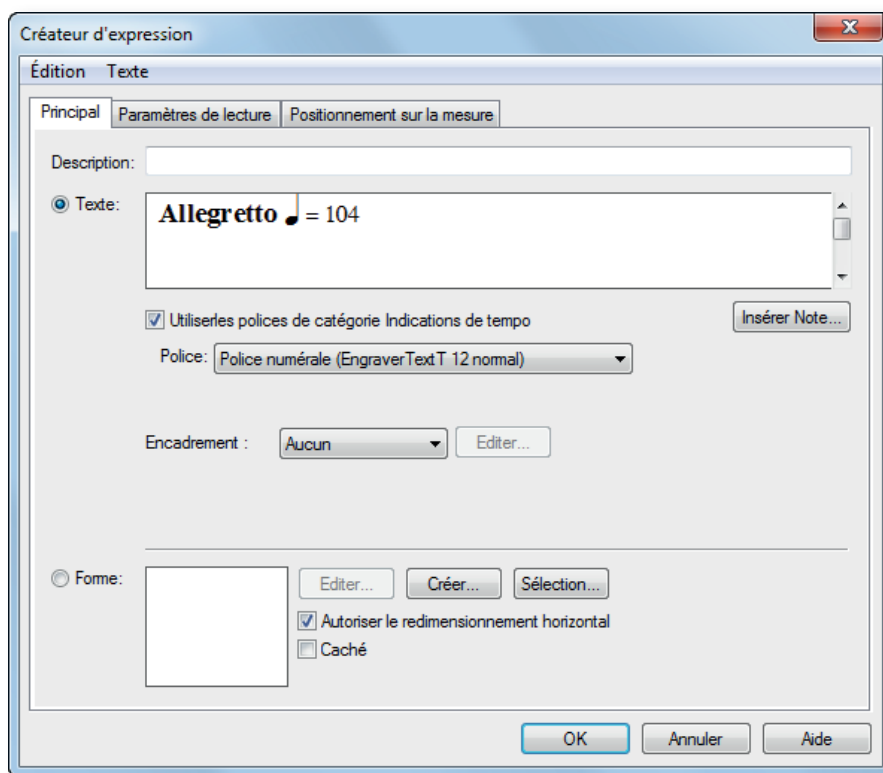 Créateur d'expression
Édition Texte
Principal Paramètres de lecture Positionnement sur la mesure
Description:
Texte: Allegretto ♩ = 104
Utiliserles polices de catégorie Indications de tempo Insérer Note...
Police: Police numérale (EngraverTextT 12 normal)
Encadrement : Aucun Editer...
Forme: Editer... Créer... Sélection...
Autoriser le redimensionnement horizontal
Caché
OK Annuler Aide